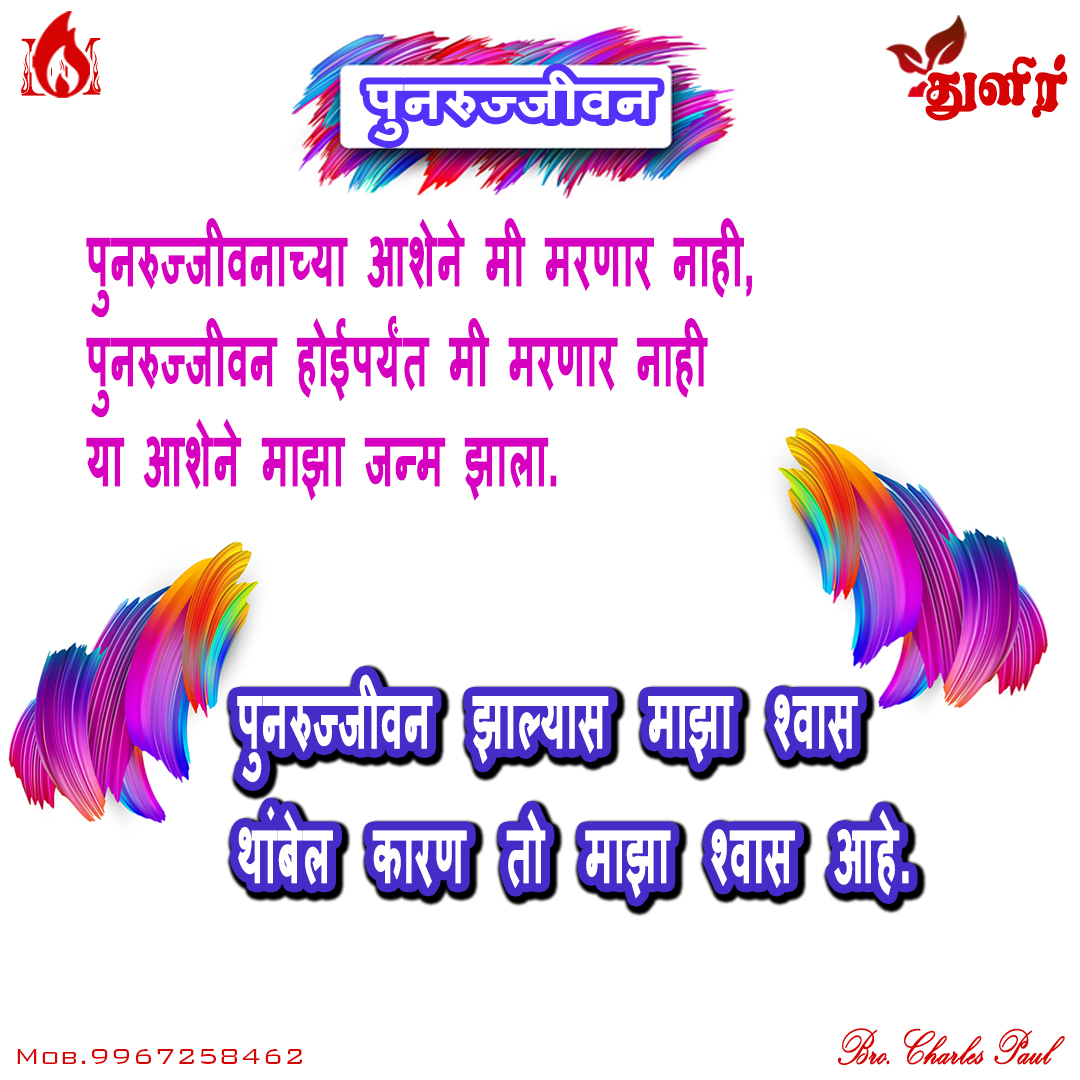 துளிர்
पुनरुज्जीवन
पुनरुज्जीवनाच्या आशेने मी मरणार नाही,
पुनरुज्जीवन होईपर्यंत मी मरणार नाही
या आशेने माझा जन्म झाला.
पुनरुज्जीवन झाल्यास माझा श्वास
थांबेल कारण तो माझा श्वास आहे.
Mob.9967258462
Bro. Charles Paul